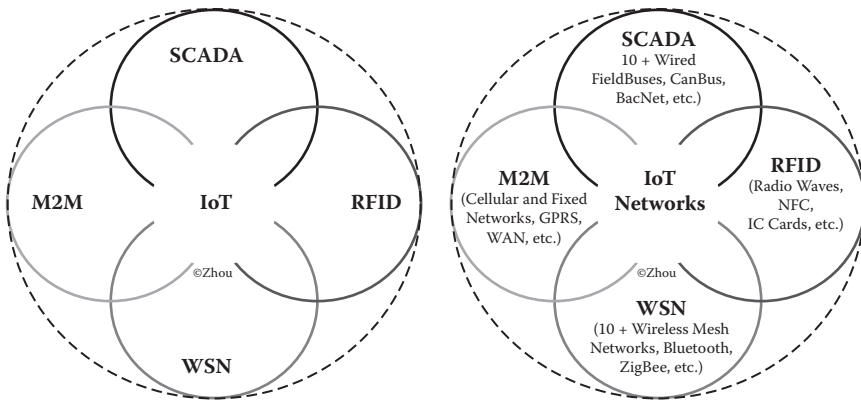 SCADA
M2M
IoT
RFID
©Zhou
WSN
SCADA
10 + Wired
FieldBuses, CanBus,
BacNet, etc.)
M2M
(Cellular and Fixed
Networks, GPRS,
WAN, etc.)
IoT
Networks
RFID
(Radio Waves,
NFC,
IC Cards, etc.)
©Zhou
WSN
(10 + Wireless Mesh
Networks, Bluetooth,
ZigBee, etc.)